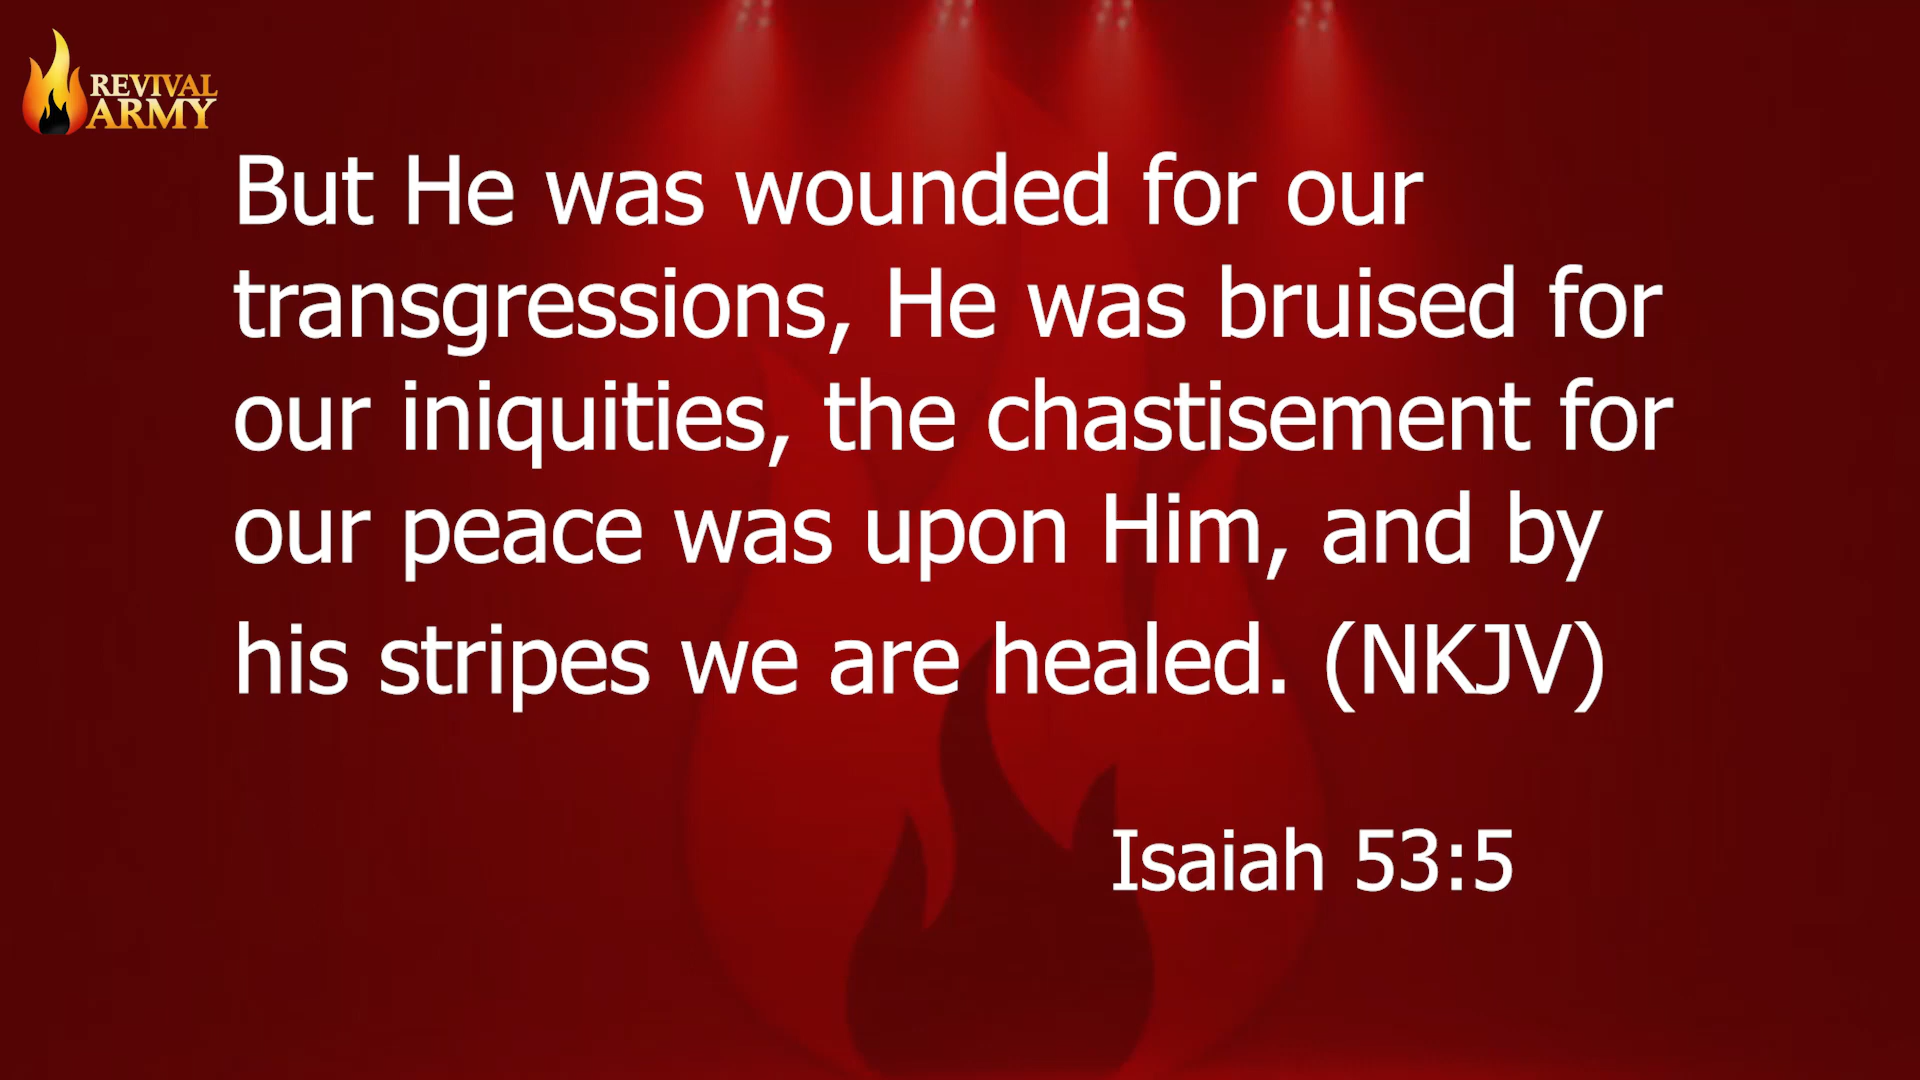 REVIVAL
ARMY
But He was wounded for our
transgressions, He was bruised for
our iniquities, the chastisement for
our peace was upon Him, and by
his stripes we are healed. (NKJV)
Isaiah 53:5